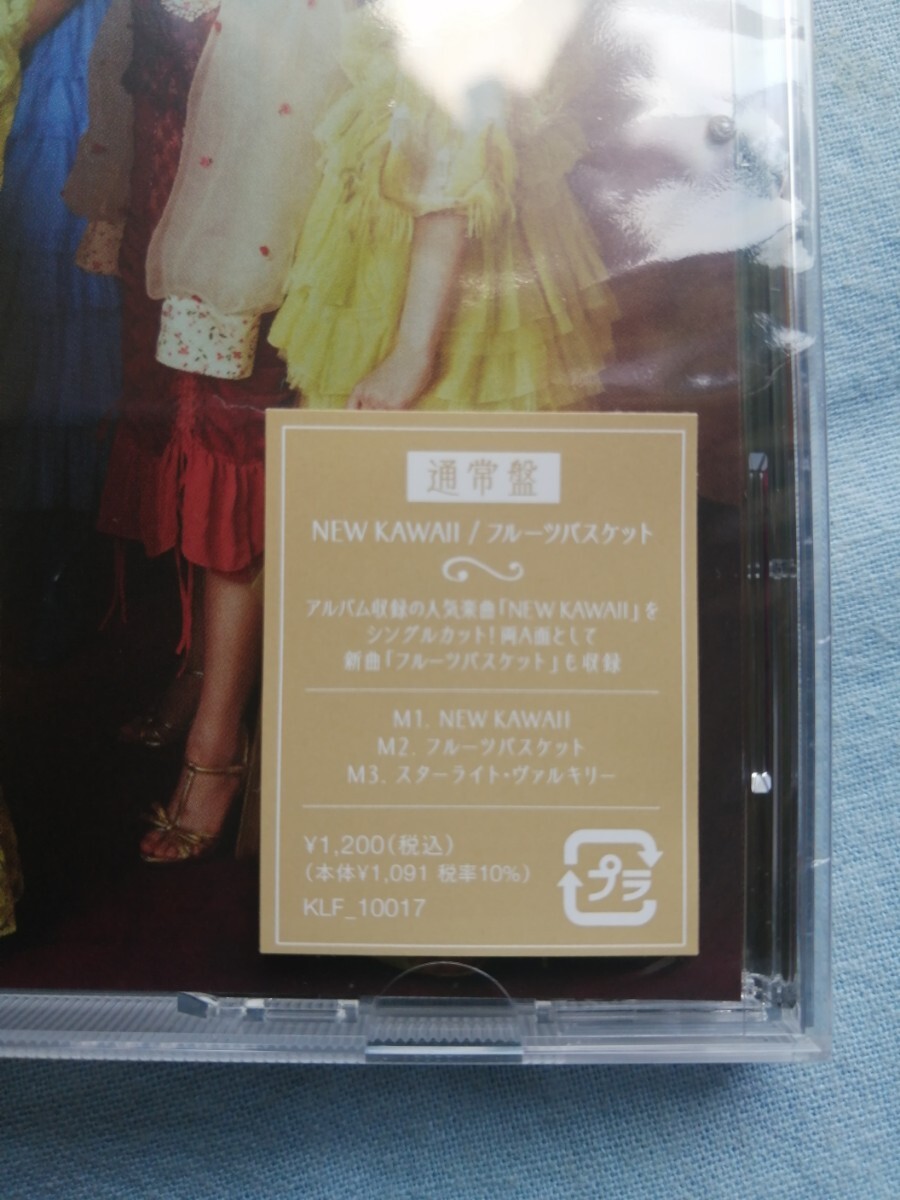 通常盤
NEW KAWAII / フルーツバスケット
アルバム収録の人気楽曲「NEW KAWAII」を
シングルカット!両A面として
新曲「フルーツバスケット」も収録
M1. NEW KAWAII
M2. フルーツバスケット
M3. スターライト・ヴァルキリー
¥1,200(税込)
(本体¥1,091 税率10%)
KLF_10017
プラ